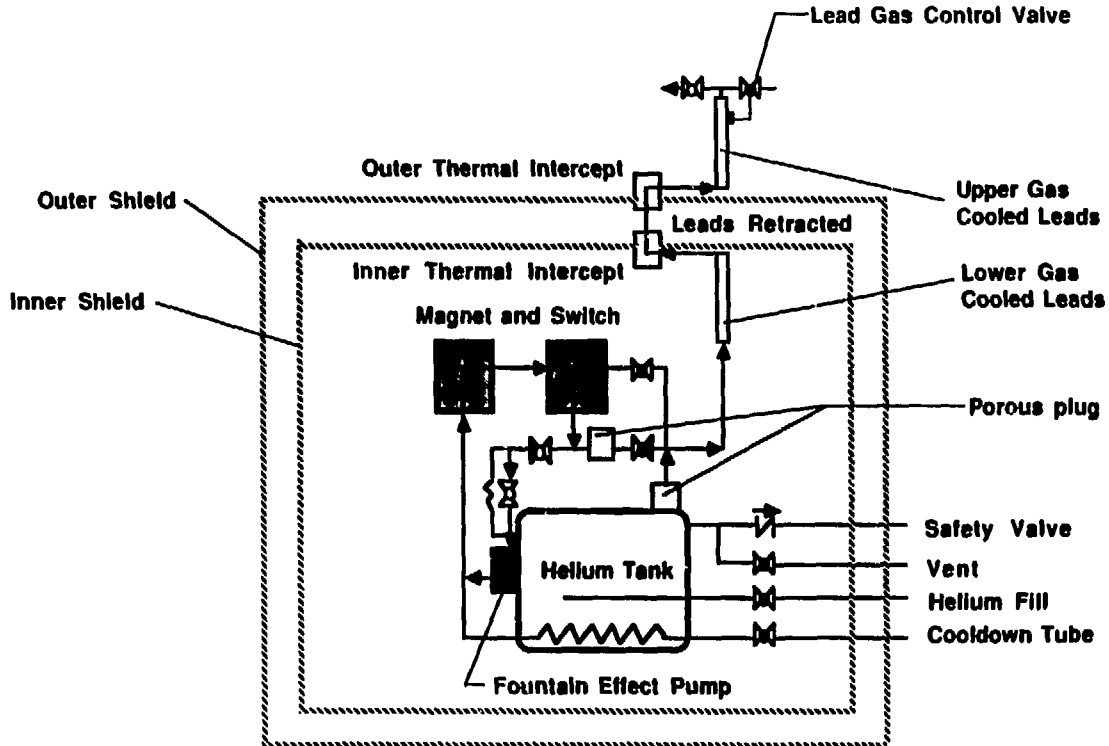 Lead Gas Control Valve
Outer Thermal Intercept
Upper Gas
Cooled Leads
Outer Shield
Leads Retracted
Inner Thermal Intercept
Lower Gas
Cooled Leads
Inner Shield
Magnet and Switch
Porous plug
Safety Valve
Helium Tank
Vent
Helium Fill
Cooldown Tube
Fountain Effect Pump